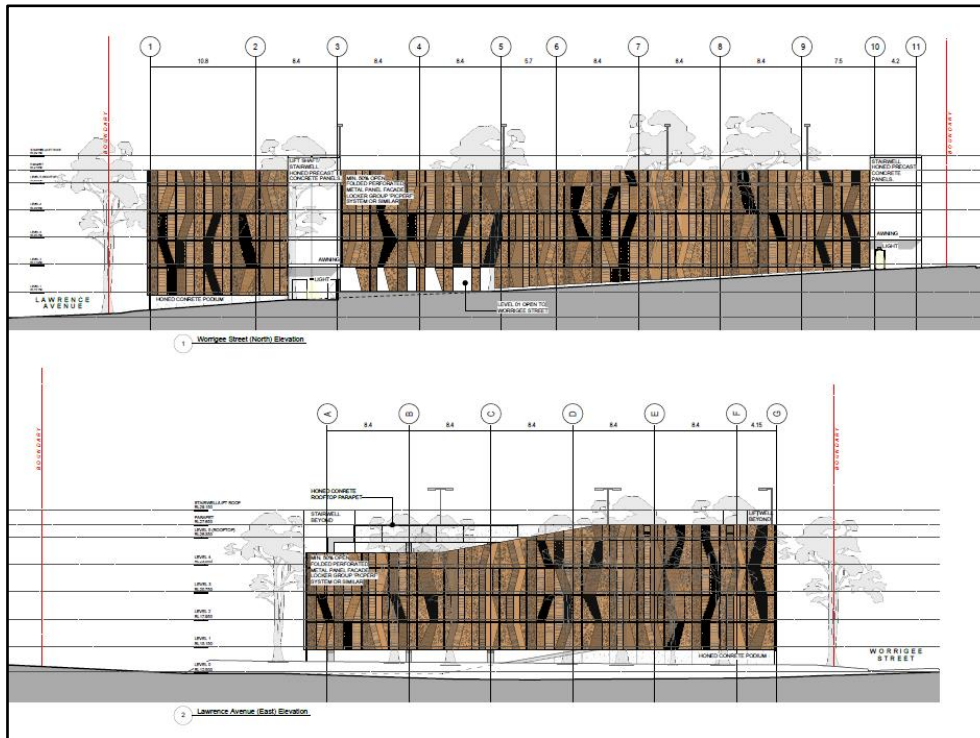 1
2
3
4
5
6
7
8
9
10
11
10.8
8.4
8.4
8.4
5.7
8.4
8.4
8.4
7.5
4.2
BOUNDARY
BOUNDARY
LIFT SHAFT/
STAIRWELL
HONED PRECAST
CONCRETE PANELS.
MIN. 50% OPEN
FOLDED PERFORATED
METAL PANEL FACADE
LOCKER GROUP 'PICPERF'
SYSTEM OR SIMILAR
STAIRWELL
HONED PRECAST
CONCRETE
PANELS.
AWNING
LIGHT
AWNING
LIGHT
LAWRENCE
AVENUE
HONED CONRETE PODIUM
LEVEL 01 OPEN TO
WORRIGEE STREET
1
Worrigee Street (North) Elevation
A
B
C
D
E
F
G
8.4
8.4
8.4
8.4
8.4
4.15
BOUNDARY
BOUNDARY
HONED CONRETE
ROOFTOP PARAPET
STAIRWELL
BEYOND
LIFTWELL
BEYOND
STAIRWELL/LIFT ROOF
PARAPET
LEVEL 5 (ROOFTOP)
MIN. 50% OPEN
FOLDED PERFORATED
METAL PANEL FACADE
LOCKER GROUP 'PICPERF'
SYSTEM OR SIMILAR
LEVEL 4
LEVEL 3
LEVEL 2
LEVEL 1
HONED CONRETE PODIUM
WORRIGEE
STREET
2
Lawrence Avenue (East) Elevation